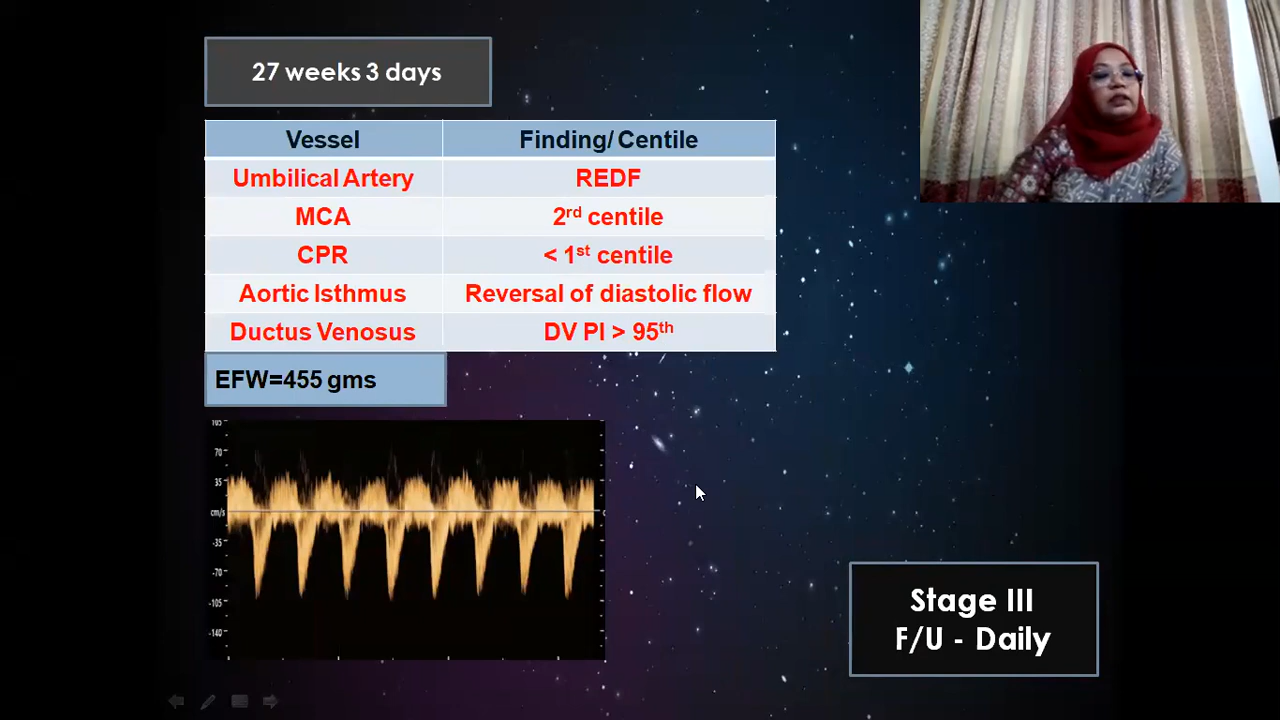 27 weeks 3 days
Vessel Finding/ Centile
Umbilical Artery REDF
MCA 2rd centile
CPR < 1st centile
Aortic Isthmus Reversal of diastolic flow
Ductus Venosus DV PI > 95th
EFW=455 gms
105
70
35
cm/s
-35
-70
-105
-140
Stage III
F/U - Daily